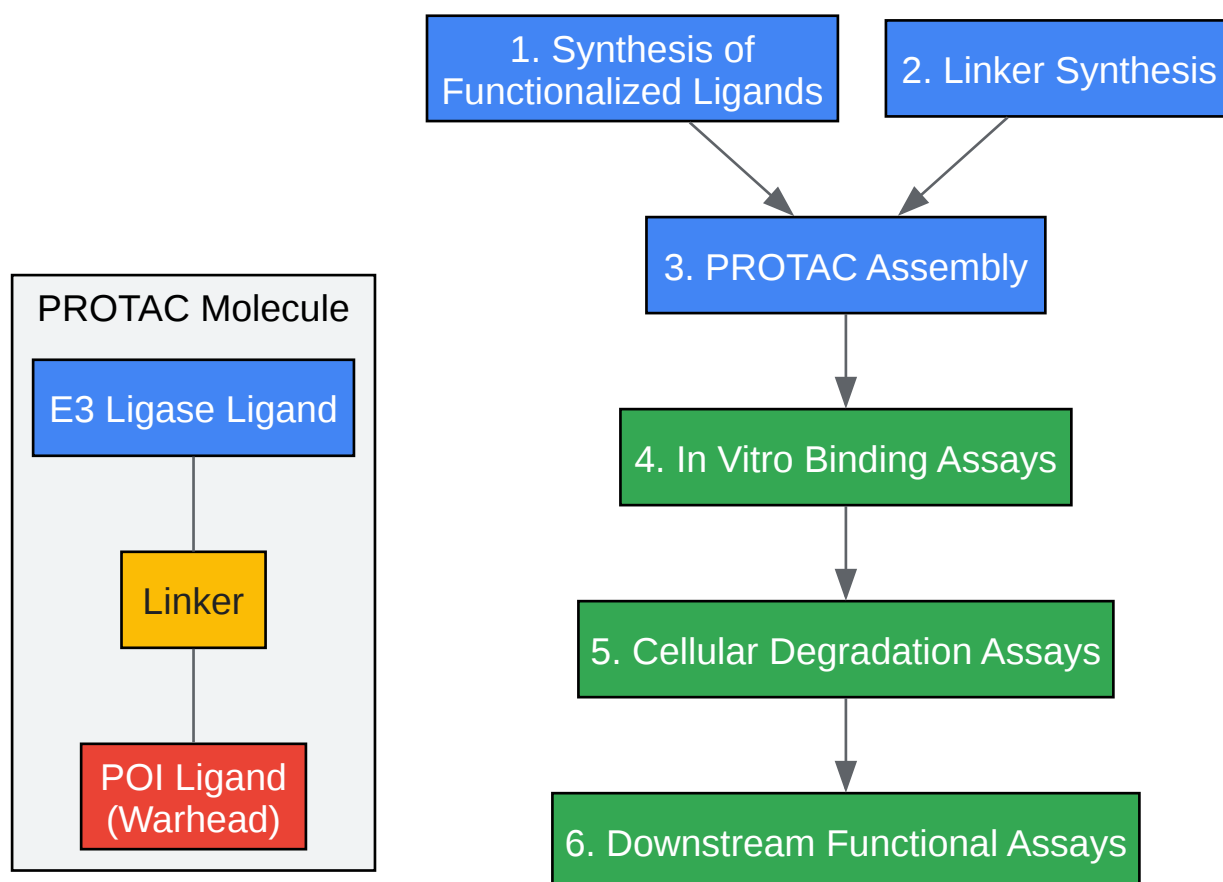 1. Synthesis of
Functionalized Ligands
2. Linker Synthesis
3. PROTAC Assembly
PROTAC Molecule
E3 Ligase Ligand
4. In Vitro Binding Assays
Linker
5. Cellular Degradation Assays
POI Ligand
(Warhead)
6. Downstream Functional Assays